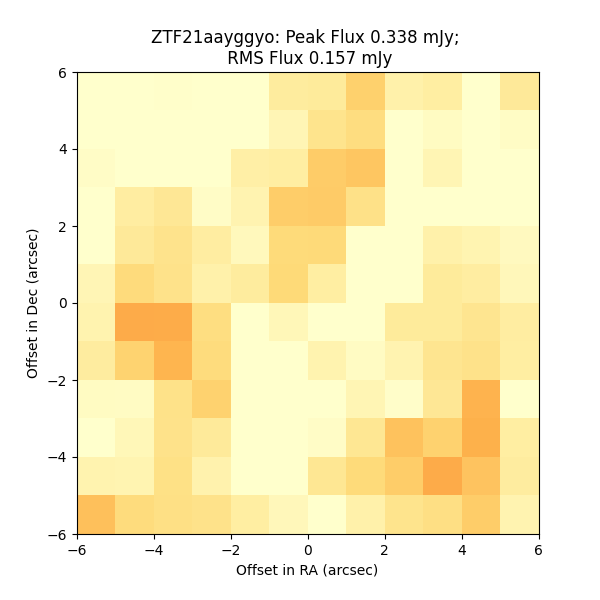 ZTF21aayggyo: Peak Flux 0.338 mJy;
RMS Flux 0.157 mJy
6
4
2
0
−2
−4
−6
Offset in Dec (arcsec)
−6 −4 −2 0 2 4 6
Offset in RA (arcsec)